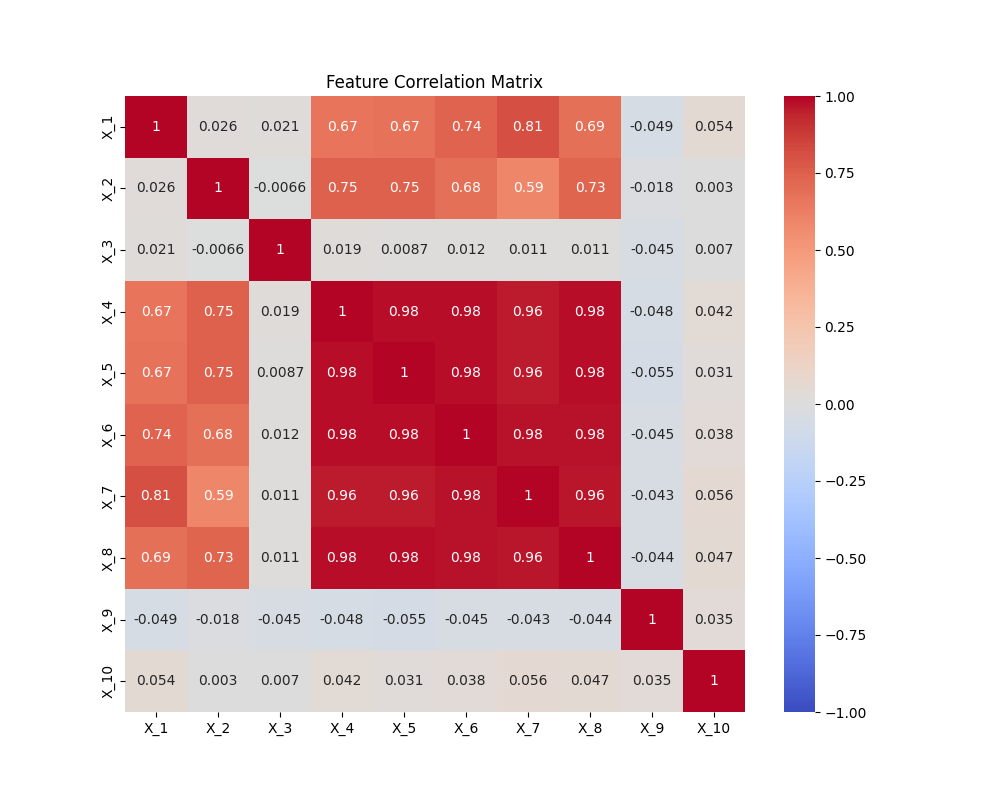 Feature Correlation Matrix
X_1 1 0.026 0.021 0.67 0.67 0.74 0.81 0.69 -0.049 0.054
X_2 0.026 1 -0.0066 0.75 0.75 0.68 0.59 0.73 -0.018 0.003
X_3 0.021 -0.0066 1 0.019 0.0087 0.012 0.011 0.011 -0.045 0.007
X_4 0.67 0.75 0.019 1 0.98 0.98 0.96 0.98 -0.048 0.042
X_5 0.67 0.75 0.0087 0.98 1 0.98 0.96 0.98 -0.055 0.031
X_6 0.74 0.68 0.012 0.98 0.98 1 0.98 0.98 -0.045 0.038
X_7 0.81 0.59 0.011 0.96 0.96 0.98 1 0.96 -0.043 0.056
X_8 0.69 0.73 0.011 0.98 0.98 0.98 0.96 1 -0.044 0.047
X_9 -0.049 -0.018 -0.045 -0.048 -0.055 -0.045 -0.043 -0.044 1 0.035
X_10 0.054 0.003 0.007 0.042 0.031 0.038 0.056 0.047 0.035 1
X_1 X_2 X_3 X_4 X_5 X_6 X_7 X_8 X_9 X_10
1.00
0.75
0.50
0.25
0.00
−0.25
−0.50
−0.75
−1.00